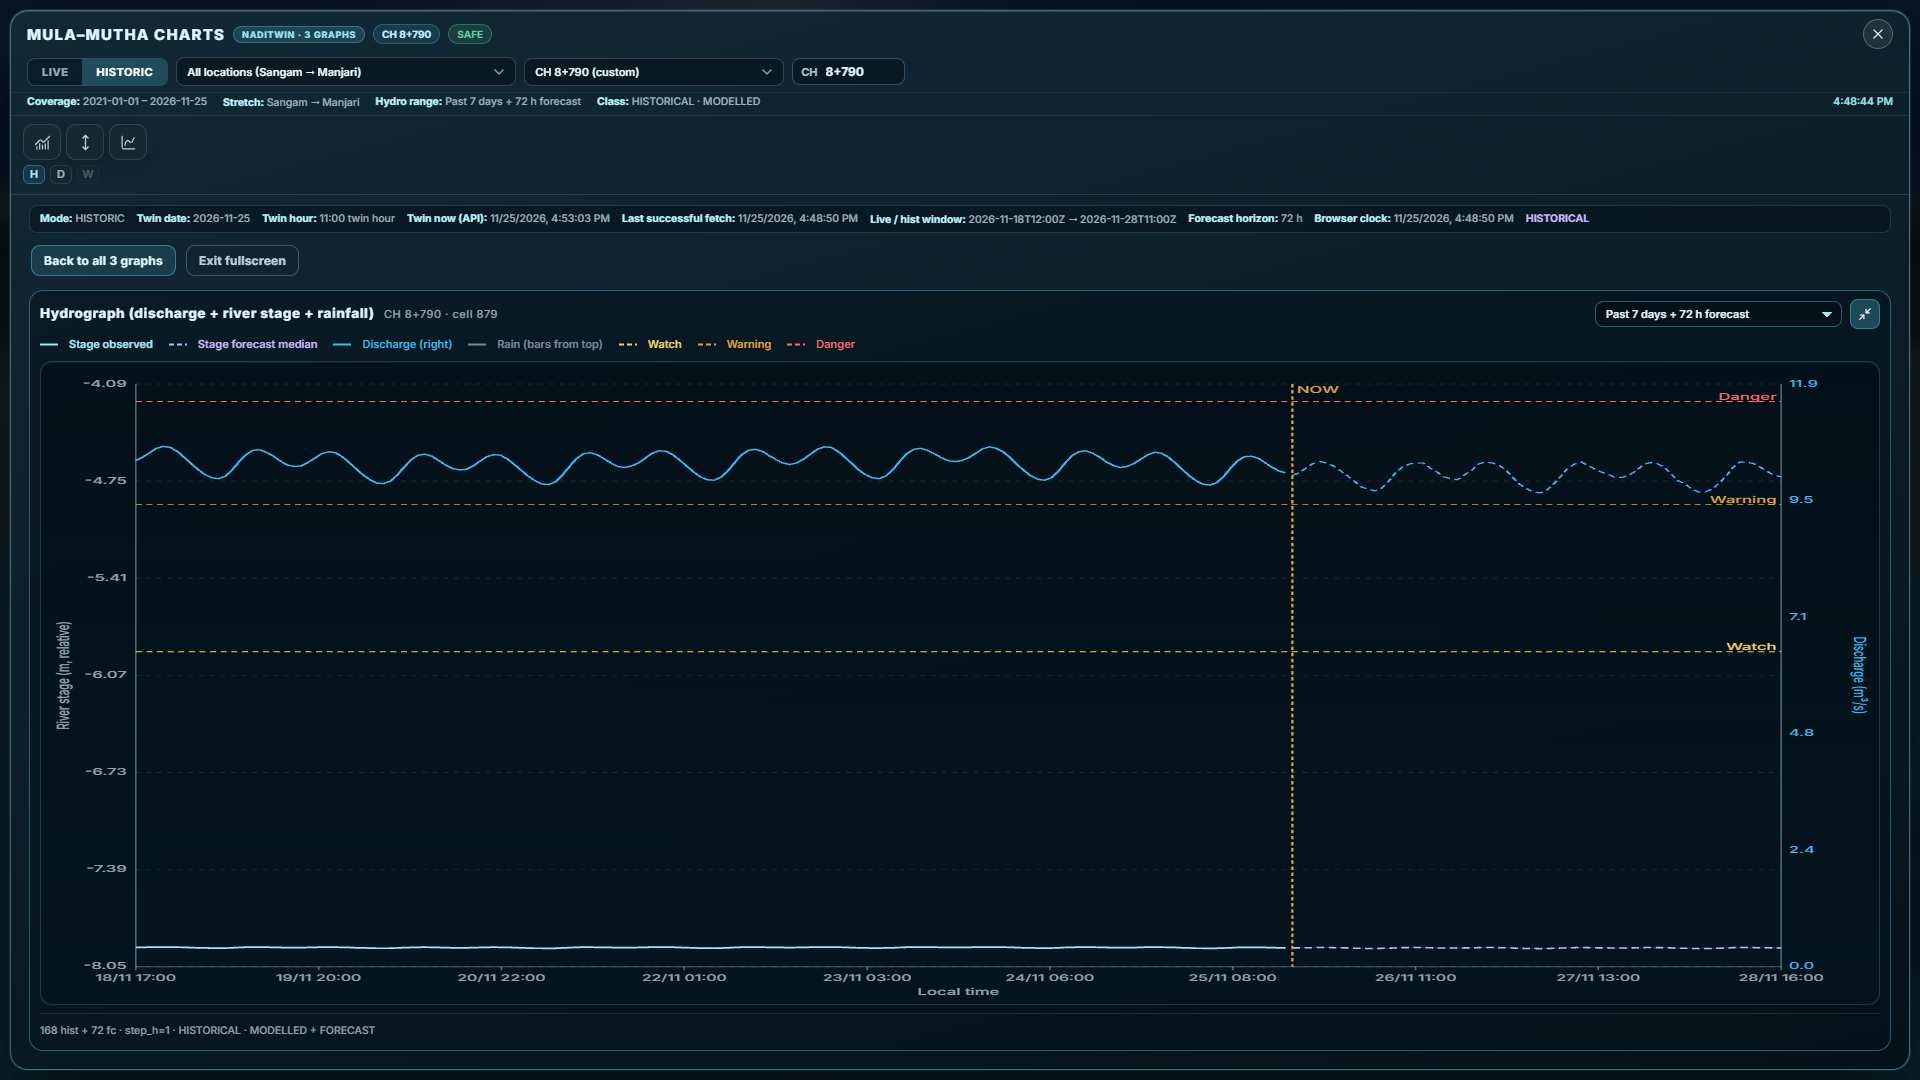 MULA–MUTHA CHARTS NADITWIN · 3 GRAPHS CH 8+790 SAFE
LIVE HISTORIC All locations (Sangam → Manjari) CH 8+790 (custom) CH 8+790
Coverage: 2021-01-01 – 2026-11-25 Stretch: Sangam → Manjari Hydro range: Past 7 days + 72 h forecast Class: HISTORICAL · MODELLED 4:48:44 PM
H D W
Mode: HISTORIC Twin date: 2026-11-25 Twin hour: 11:00 twin hour Twin now (API): 11/25/2026, 4:53:03 PM Last successful fetch: 11/25/2026, 4:48:50 PM Live / hist window: 2026-11-18T12:00Z → 2026-11-28T11:00Z Forecast horizon: 72 h Browser clock: 11/25/2026, 4:48:50 PM HISTORICAL
Back to all 3 graphs Exit fullscreen
Hydrograph (discharge + river stage + rainfall) CH 8+790 · cell 879 Past 7 days + 72 h forecast
Stage observed Stage forecast median Discharge (right) Rain (bars from top) Watch Warning Danger
-4.09 NOW 11.9
Danger
-4.75
Warning 9.5
-5.41
7.1
Watch
-6.07
River stage (m, relative)
Discharge (m³/s)
4.8
-6.73
2.4
-7.39
-8.05 0.0
18/11 17:00 19/11 20:00 20/11 22:00 22/11 01:00 23/11 03:00 24/11 06:00 25/11 08:00 26/11 11:00 27/11 13:00 28/11 16:00
Local time
168 hist + 72 fc · step_h=1 · HISTORICAL · MODELLED + FORECAST